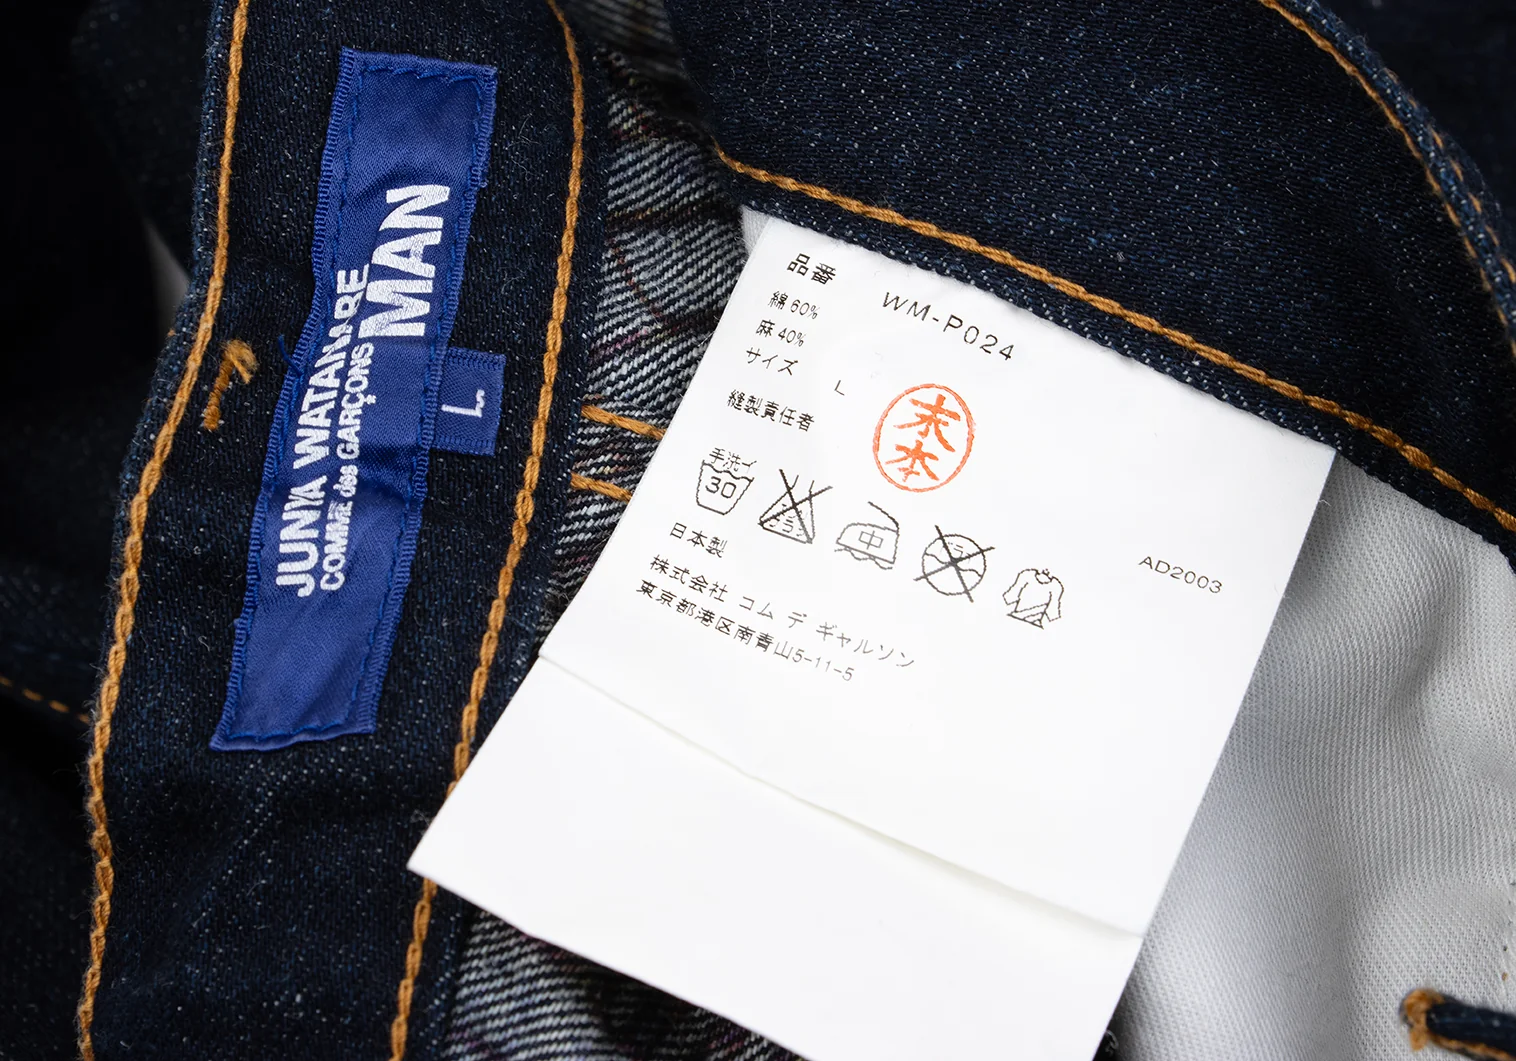 JUNYA WATANABE
COMME des GARÇONS
MAN
L
品番 WM-P024
綿 60%
麻 40%
サイズ L
縫製責任者
末本
手洗イ
30
中
日本製
AD2003
株式会社 コム デ ギャルソン
東京都港区南青山5-11-5